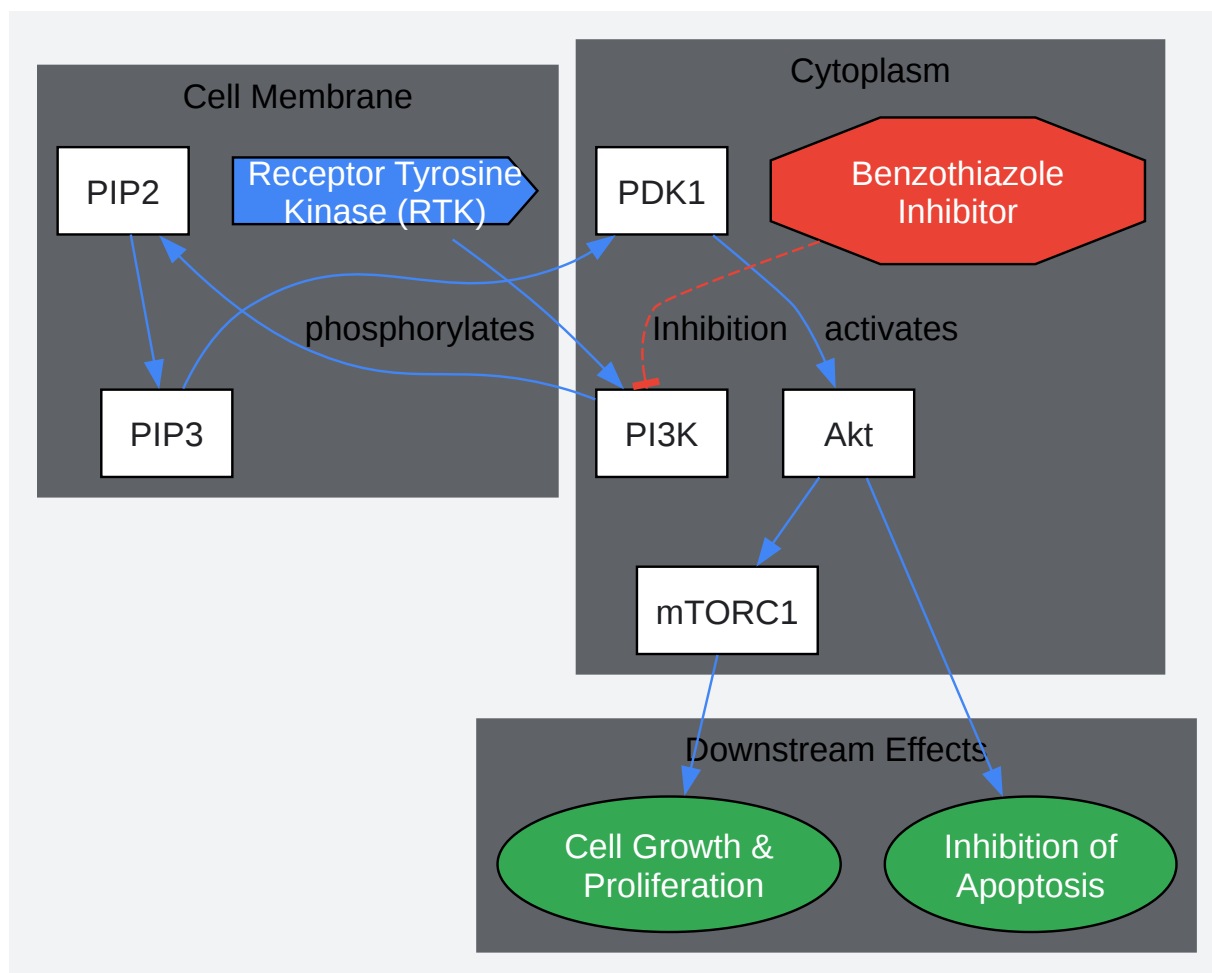 Cell Membrane
PIP2
Receptor Tyrosine
Kinase (RTK)
phosphorylates
PIP3
Cytoplasm
PDK1
Benzothiazole
Inhibitor
Inhibition
activates
PI3K
Akt
mTORC1
Downstream Effects
Cell Growth &
Proliferation
Inhibition of
Apoptosis